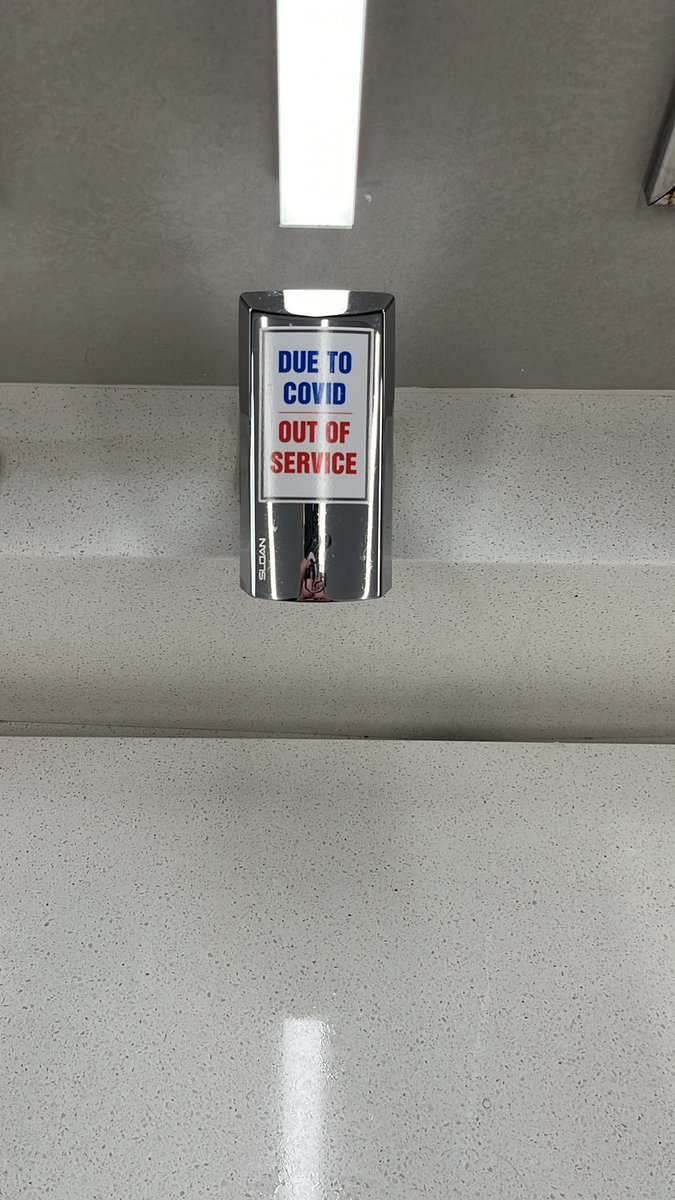 DUE TO
COVID
OUT OF
SERVICE
SLOAN